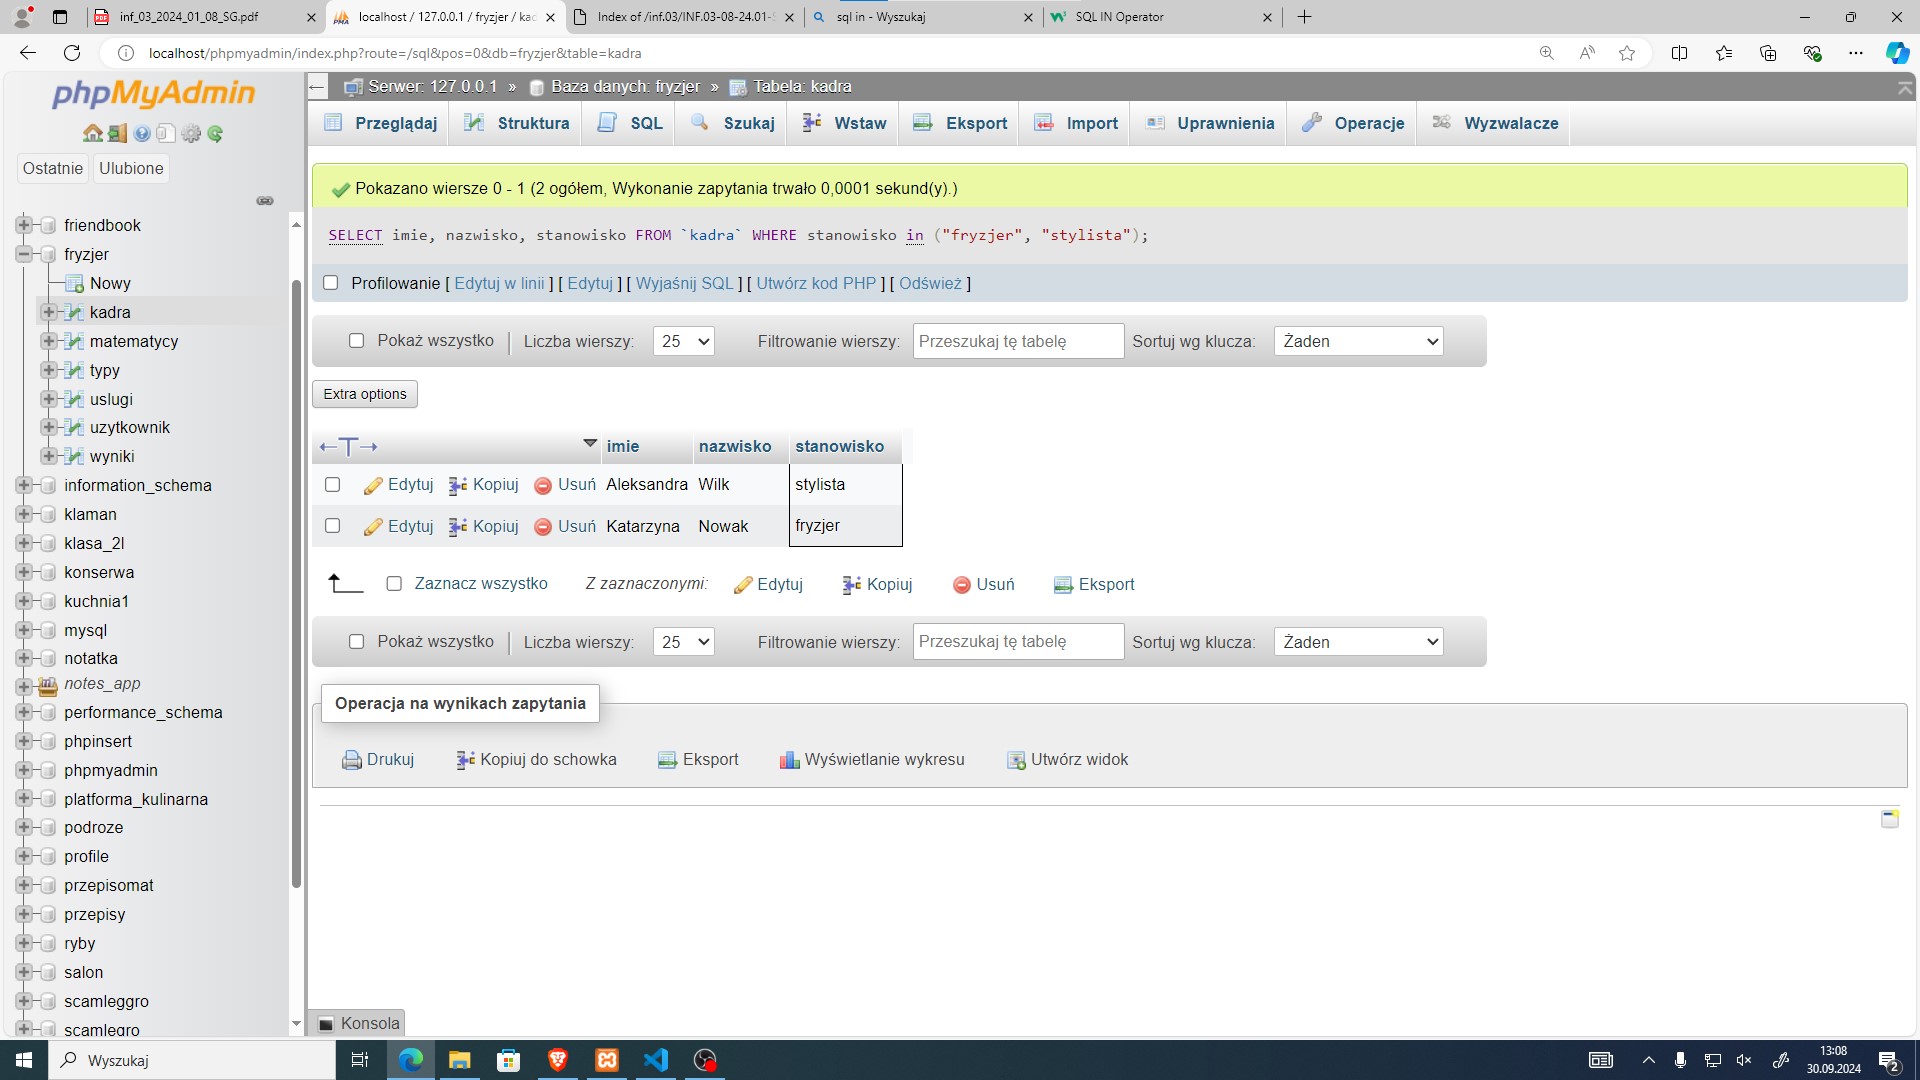 inf_03_2024_01_08_SG.pdf
localhost / 127.0.0.1 / fryzjer / kad
Index of /inf.03/INF.03-08-24.01-S
sql in - Wyszukaj
SQL IN Operator
localhost/phpmyadmin/index.php?route=/sql&pos=0&db=fryzjer&table=kadra
phpMyAdmin
Ostatnie
Ulubione
friendbook
fryzjer
Nowy
kadra
matematycy
typy
uslugi
uzytkownik
wyniki
information_schema
klaman
klasa_2l
konserwa
kuchnia1
mysql
notatka
notes_app
performance_schema
phpinsert
phpmyadmin
platforma_kulinarna
podroze
profile
przepisomat
przepisy
ryby
salon
scamleggro
scamlegro
Serwer: 127.0.0.1 » Baza danych: fryzjer » Tabela: kadra
Przeglądaj Struktura SQL Szukaj Wstaw Eksport Import Uprawnienia Operacje Wyzwalacze
Pokazano wiersze 0 - 1 (2 ogółem, Wykonanie zapytania trwało 0,0001 sekund(y).)
SELECT imie, nazwisko, stanowisko FROM `kadra` WHERE stanowisko in ("fryzjer", "stylista");
Profilowanie [ Edytuj w linii ] [ Edytuj ] [ Wyjaśnij SQL ] [ Utwórz kod PHP ] [ Odśwież ]
Pokaż wszystko Liczba wierszy: 25 Filtrowanie wierszy: Przeszukaj tę tabelę Sortuj wg klucza: Żaden
Extra options
←T→ imie nazwisko stanowisko
Edytuj Kopiuj Usuń Aleksandra Wilk stylista
Edytuj Kopiuj Usuń Katarzyna Nowak fryzjer
Zaznacz wszystko Z zaznaczonymi: Edytuj Kopiuj Usuń Eksport
Pokaż wszystko Liczba wierszy: 25 Filtrowanie wierszy: Przeszukaj tę tabelę Sortuj wg klucza: Żaden
Operacja na wynikach zapytania
Drukuj Kopiuj do schowka Eksport Wyświetlanie wykresu Utwórz widok
Konsola
Wyszukaj
13:08
30.09.2024
2